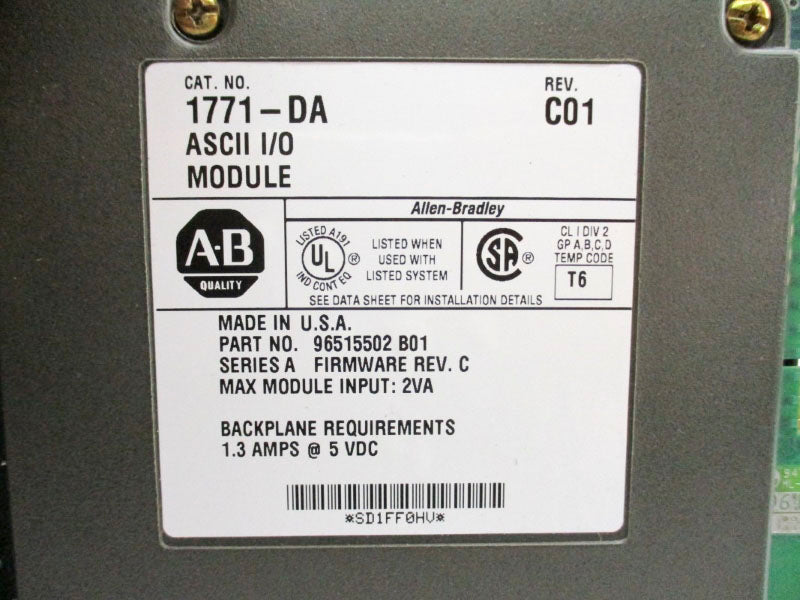 CAT. NO.
1771-DA
REV.
C01
ASCII I/O
MODULE
Allen-Bradley
A-B
QUALITY
LISTED A191
UL ®
IND CONT EQ
LISTED WHEN
USED WITH
LISTED SYSTEM
SA ®
CL I DIV 2
GP A,B,C,D
TEMP CODE
T6
SEE DATA SHEET FOR INSTALLATION DETAILS
MADE IN U.S.A.
PART NO. 96515502 B01
SERIES A FIRMWARE REV. C
MAX MODULE INPUT: 2VA
BACKPLANE REQUIREMENTS
1.3 AMPS @ 5 VDC
*SD1FF0HV*